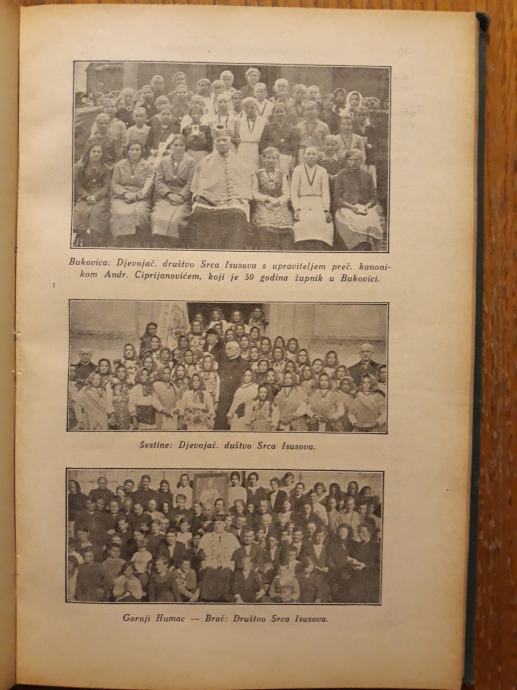 Bukovica: Djevojač. društvo Srca Isusova s upraviteljem preč. kanoni-
kom Andr. Ciprijanovićem, koji je 50 godina župnik u Bukovici.
Šestine: Djevojač. duštvo Srca Isusova.
Gornji Humac — Brač: Društvo Srca Isusova.